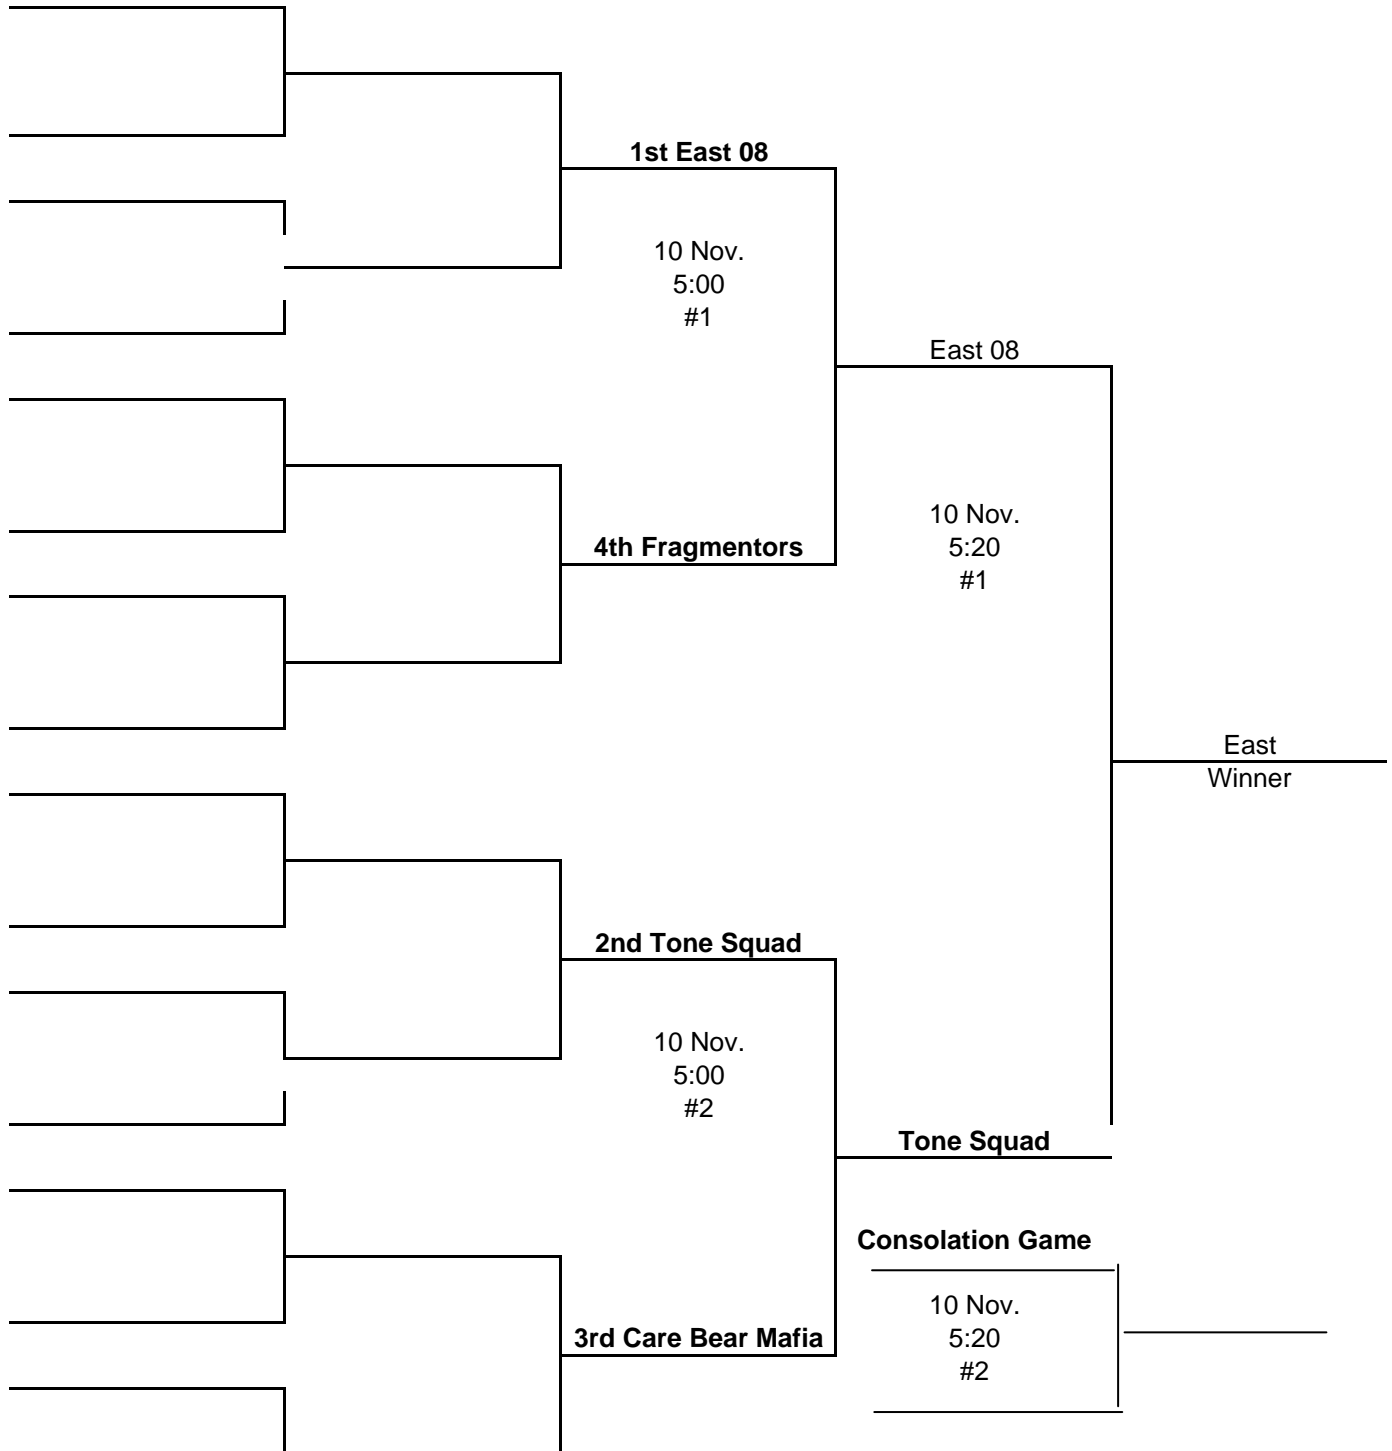 1st East 08
10 Nov.
5:00
#1
East 08
4th Fragmentors
10 Nov.
5:20
#1
East
Winner
2nd Tone Squad
10 Nov.
5:00
#2
Tone Squad
Consolation Game
10 Nov.
5:20
#2
3rd Care Bear Mafia